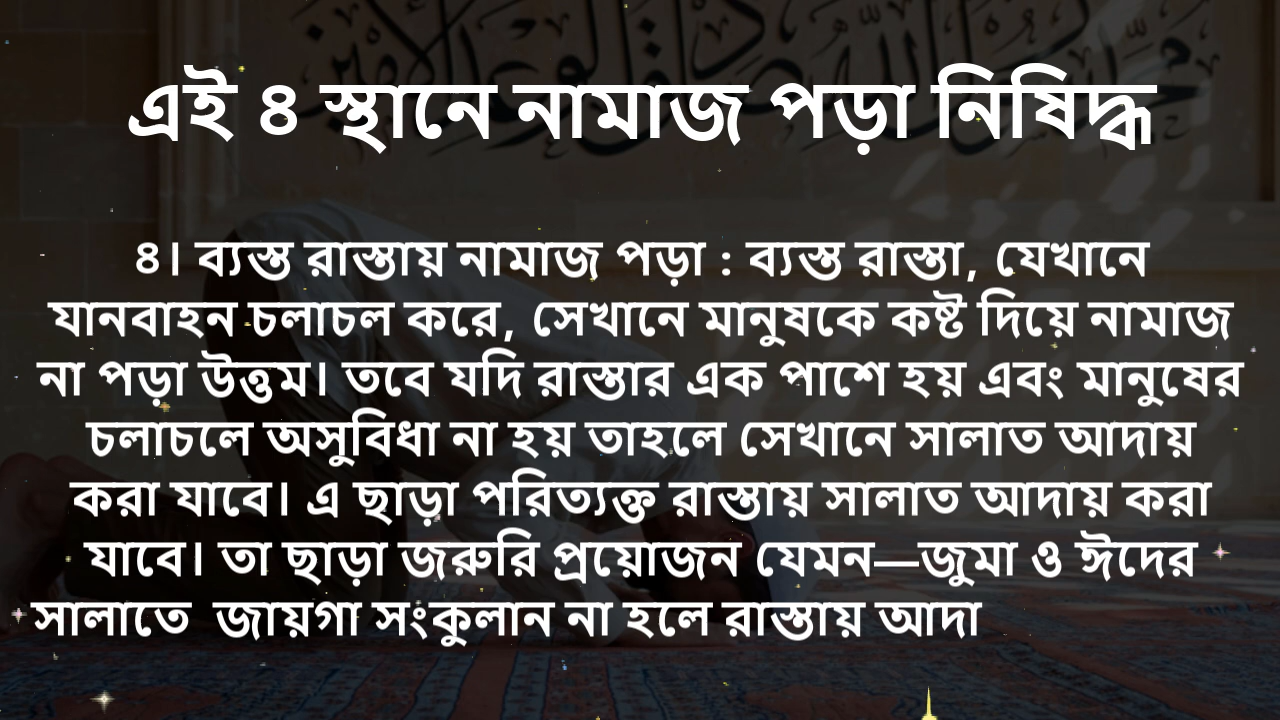 এই ৪ স্থানে নামাজ পড়া নিষিদ্ধ
৪। ব্যস্ত রাস্তায় নামাজ পড়া : ব্যস্ত রাস্তা, যেখানে
যানবাহন চলাচল করে, সেখানে মানুষকে কষ্ট দিয়ে নামাজ
না পড়া উত্তম। তবে যদি রাস্তার এক পাশে হয় এবং মানুষের
চলাচলে অসুবিধা না হয় তাহলে সেখানে সালাত আদায়
করা যাবে। এ ছাড়া পরিত্যক্ত রাস্তায় সালাত আদায় করা
যাবে। তা ছাড়া জরুরি প্রয়োজন যেমন—জুমা ও ঈদের
সালাতে জায়গা সংকুলান না হলে রাস্তায় আদা